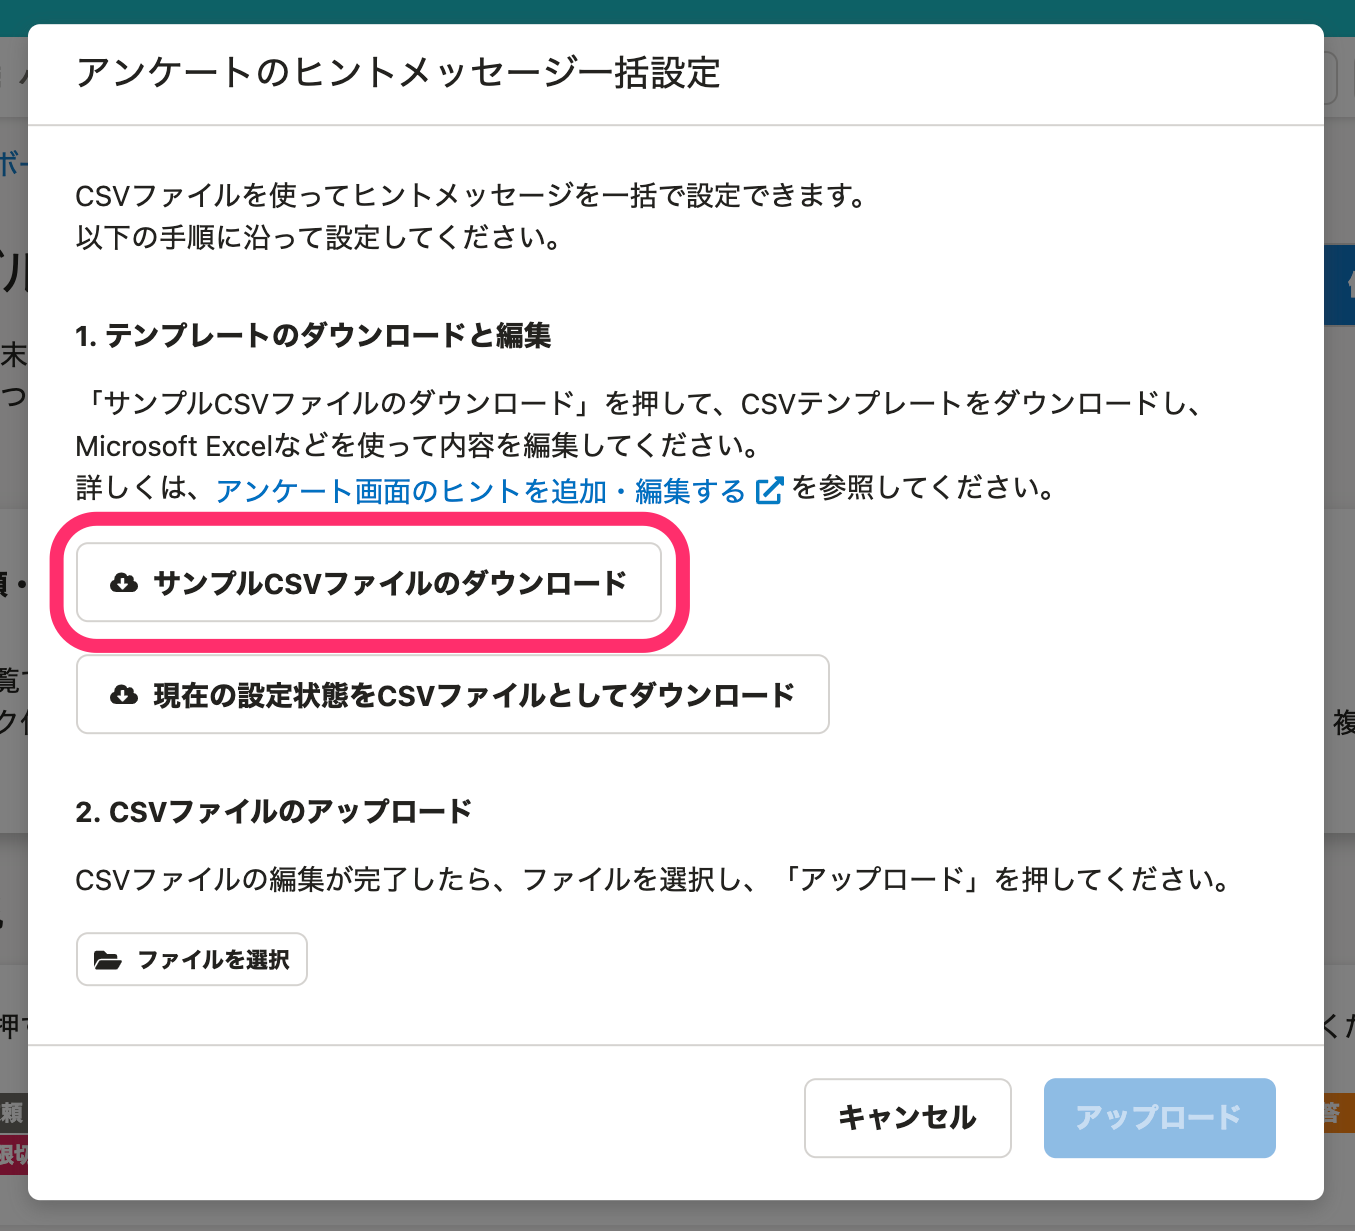 アンケートのヒントメッセージ一括設定
CSVファイルを使ってヒントメッセージを一括で設定できます。
以下の手順に沿って設定してください。
1. テンプレートのダウンロードと編集
「サンプルCSVファイルのダウンロード」を押して、CSVテンプレートをダウンロードし、
Microsoft Excelなどを使って内容を編集してください。
詳しくは、アンケート画面のヒントを追加・編集する を参照してください。
サンプルCSVファイルのダウンロード
現在の設定状態をCSVファイルとしてダウンロード
2. CSVファイルのアップロード
CSVファイルの編集が完了したら、ファイルを選択し、「アップロード」を押してください。
ファイルを選択
キャンセル
アップロード